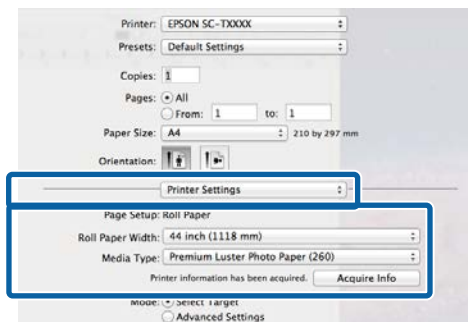 Printer: EPSON SC-TXXXX
Presets: Default Settings
Copies: 1
Pages: All
From: 1 to: 1
Paper Size: A4 210 by 297 mm
Orientation:
Printer Settings
Page Setup: Roll Paper
Roll Paper Width: 44 inch (1118 mm)
Media Type: Premium Luster Photo Paper (260)
Printer information has been acquired. Acquire Info
Mode: Select Target
Advanced Settings